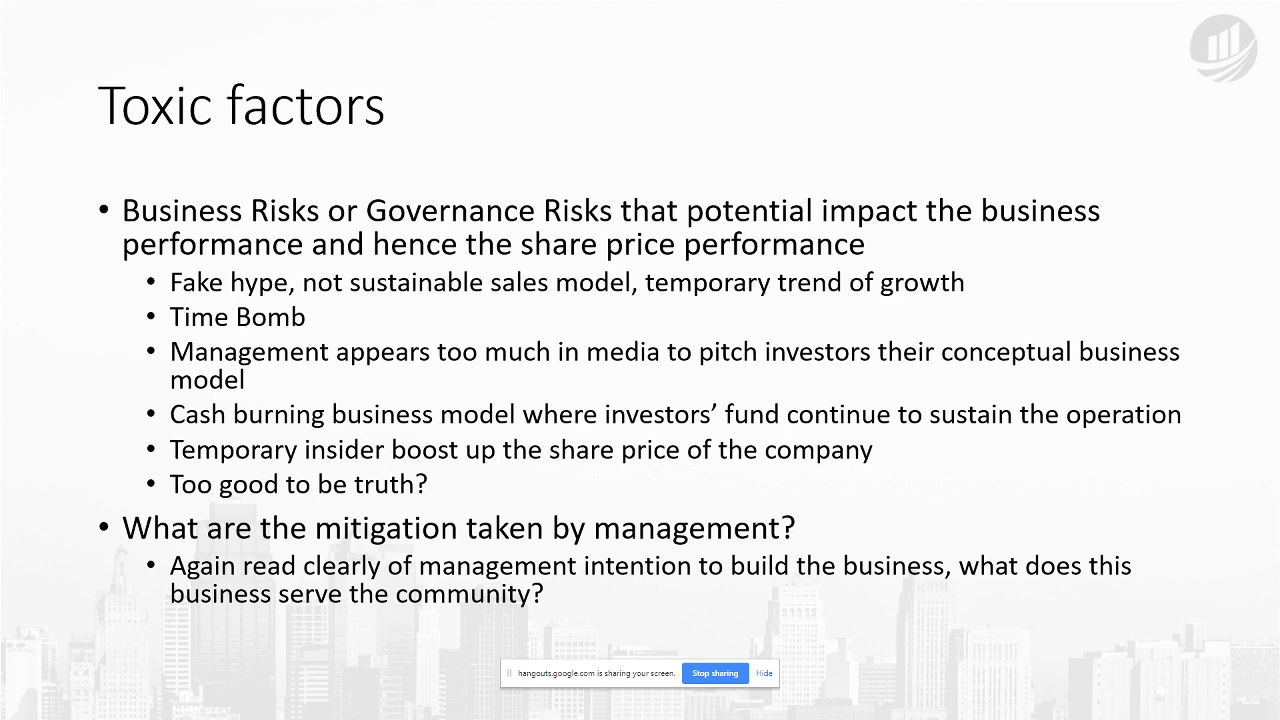 Toxic factors
• Business Risks or Governance Risks that potential impact the business
performance and hence the share price performance
• Fake hype, not sustainable sales model, temporary trend of growth
• Time Bomb
• Management appears too much in media to pitch investors their conceptual business
model
• Cash burning business model where investors’ fund continue to sustain the operation
• Temporary insider boost up the share price of the company
• Too good to be truth?
• What are the mitigation taken by management?
• Again read clearly of management intention to build the business, what does this
business serve the community?
hangouts.google.com is sharing your screen. Stop sharing Hide